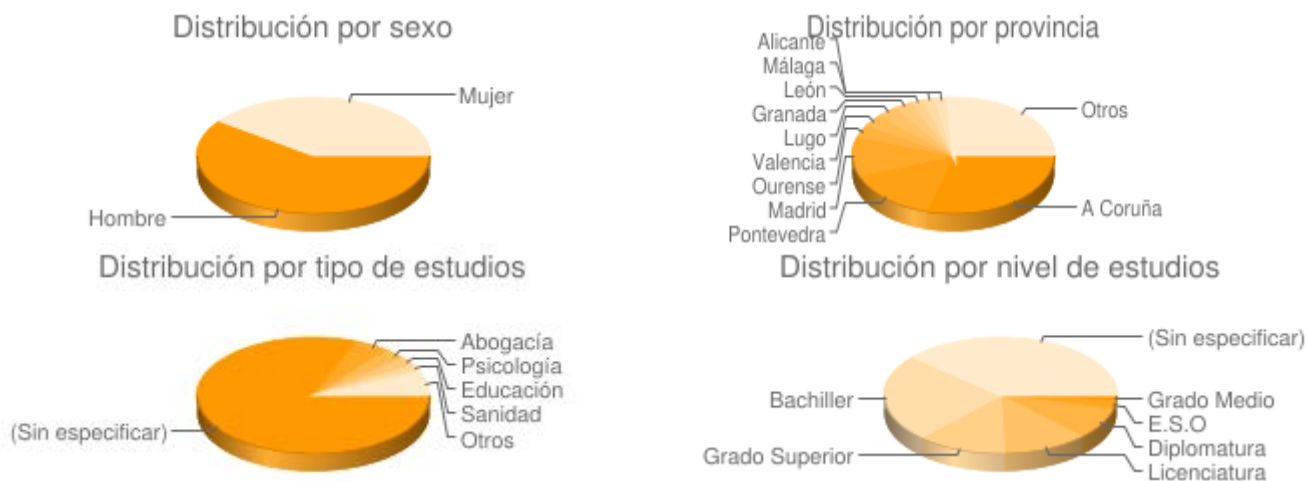 Distribución por sexo
Mujer
Hombre
Distribución por provincia
Alicante
Málaga
León
Granada
Lugo
Valencia
Ourense
Madrid
Pontevedra
Otros
A Coruña
Distribución por tipo de estudios
Abogacía
Psicología
Educación
Sanidad
Otros
(Sin especificar)
Distribución por nivel de estudios
(Sin especificar)
Bachiller
Grado Superior
Grado Medio
E.S.O
Diplomatura
Licenciatura